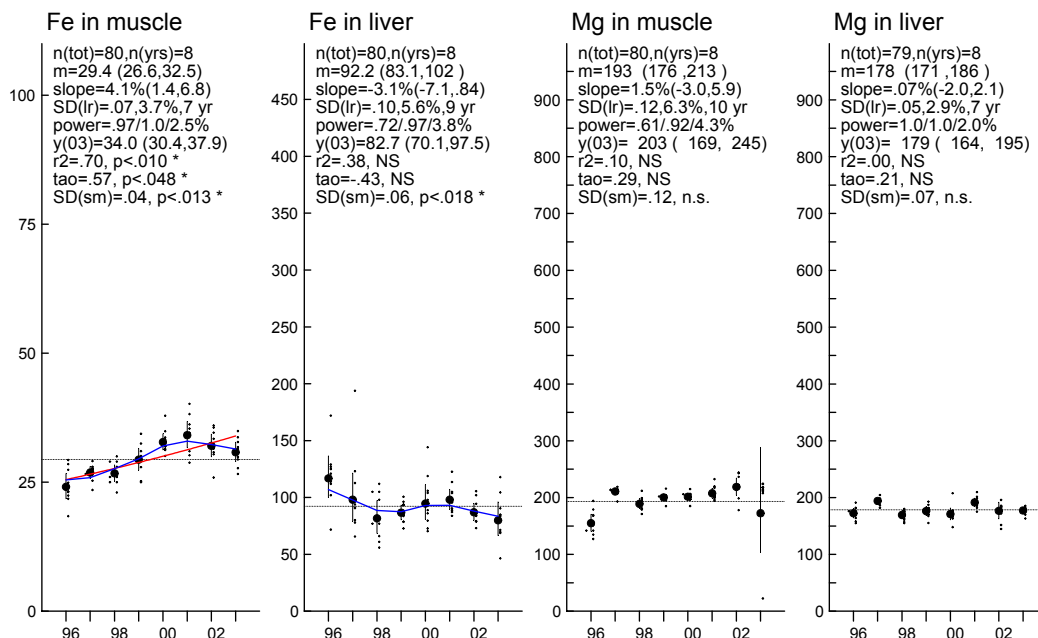 Fe in muscle
n(tot)=80,n(yrs)=8
m=29.4 (26.6,32.5)
slope=4.1%(1.4,6.8)
SD(lr)=.07,3.7%,7 yr
power=.97/1.0/2.5%
y(03)=34.0 (30.4,37.9)
r2=.70, p<.010 *
tao=.57, p<.048 *
SD(sm)=.04, p<.013 *
100
75
50
25
0
96 98 00 02
Fe in liver
n(tot)=80,n(yrs)=8
m=92.2 (83.1,102 )
slope=-3.1%(-7.1,.84)
SD(lr)=.10,5.6%,9 yr
power=.72/.97/3.8%
y(03)=82.7 (70.1,97.5)
r2=.38, NS
tao=-.43, NS
SD(sm)=.06, p<.018 *
450
400
350
300
250
200
150
100
50
0
96 98 00 02
Mg in muscle
n(tot)=80,n(yrs)=8
m=193 (176 ,213 )
slope=1.5%(-3.0,5.9)
SD(lr)=.12,6.3%,10 yr
power=.61/.92/4.3%
y(03)= 203 ( 169, 245)
r2=.10, NS
tao=.29, NS
SD(sm)=.12, n.s.
900
800
700
600
500
400
300
200
100
0
96 98 00 02
Mg in liver
n(tot)=79,n(yrs)=8
m=178 (171 ,186 )
slope=.07%(-2.0,2.1)
SD(lr)=.05,2.9%,7 yr
power=1.0/1.0/2.0%
y(03)= 179 ( 164, 195)
r2=.00, NS
tao=.21, NS
SD(sm)=.07, n.s.
900
800
700
600
500
400
300
200
100
0
96 98 00 02